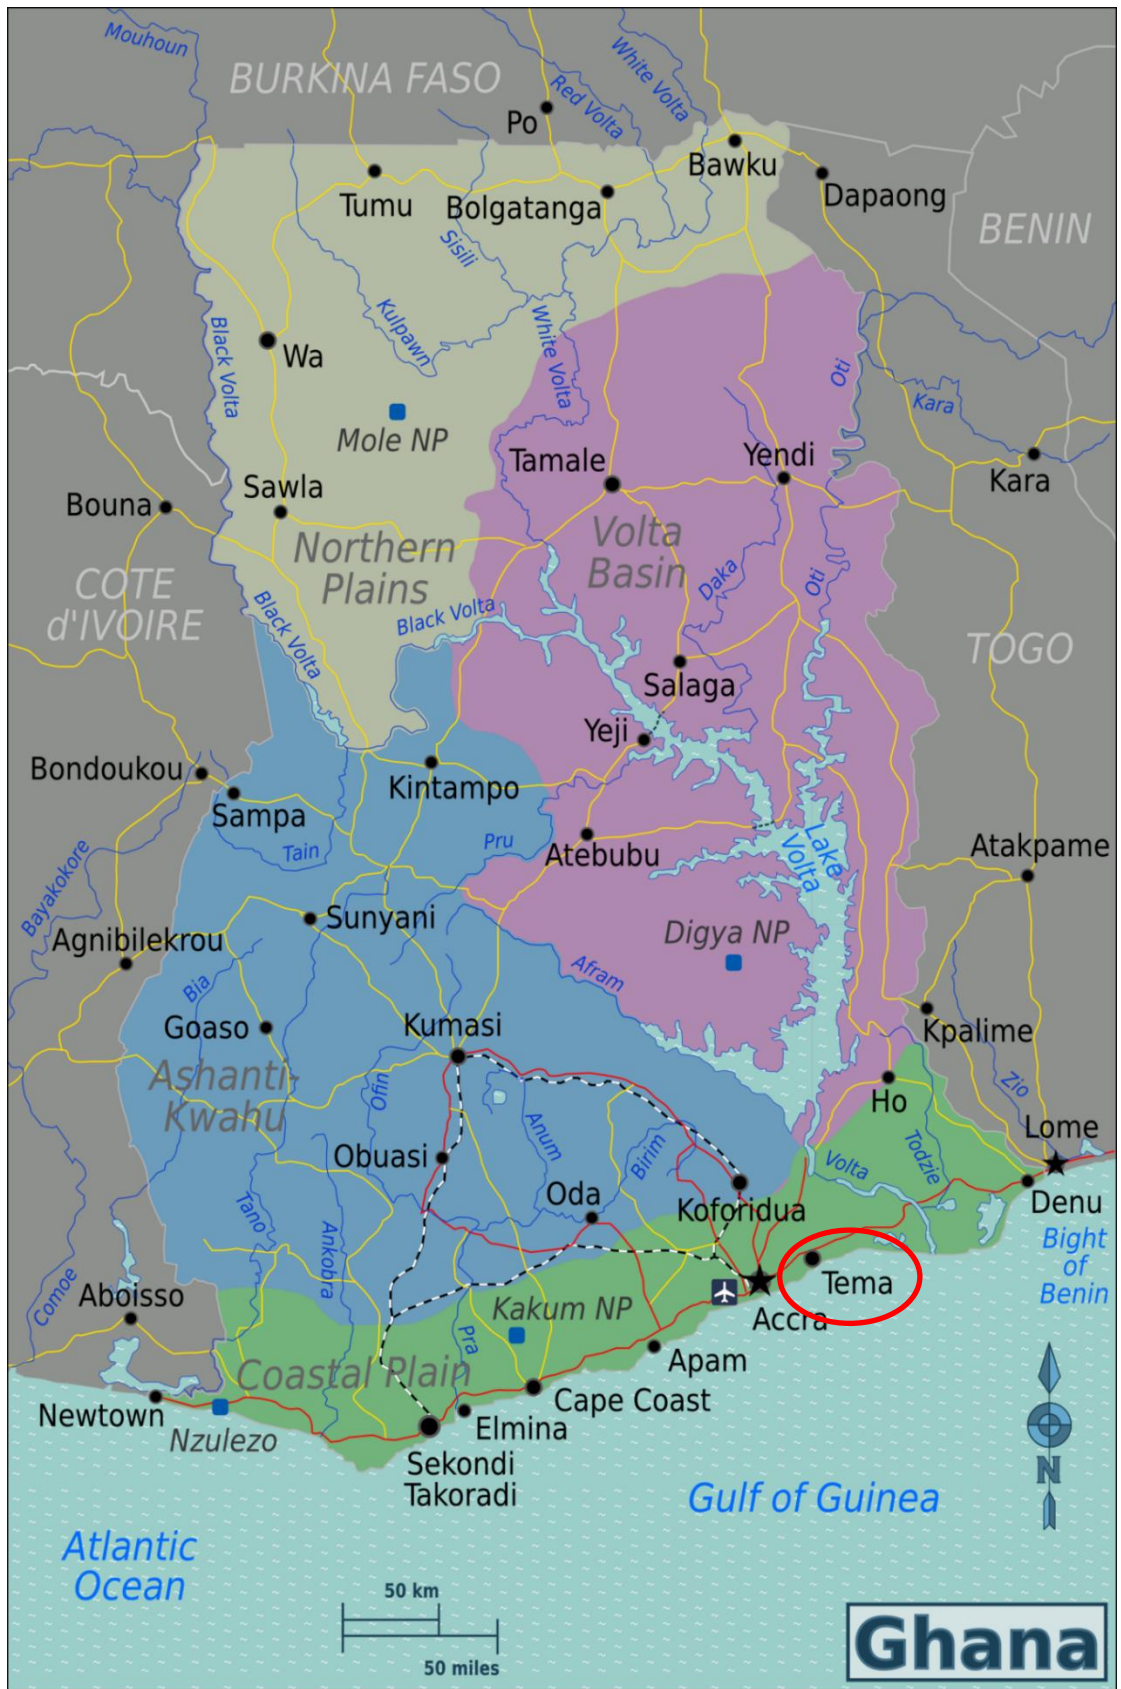 Mouhoun
BURKINA FASO
White Volta
Red Volta
Po
Bawku
Dapaong
Tumu
Bolgatanga
BENIN
Sisili
Kulpawn
White Volta
Black Volta
Wa
Oti
Kara
Mole NP
Tamale
Yendi
Kara
Sawla
Bouna
Northern
Plains
Volta
Basin
COTE
d'IVOIRE
Black Volta
Black Volta
Daka
Oti
TOGO
Salaga
Yeji
Bondoukou
Kintampo
Sampa
Tain
Pru
Atebubu
Lake
Volta
Atakpame
Bayakokore
Sunyani
Agnibilekrou
Digya NP
Bia
Afram
Goaso
Kumasi
Kpalime
Ashanti-
Kwahu
Ofin
Zio
Ho
Anum
Birim
Lome
Obuasi
Volta
Todzie
Oda
Koforidua
Denu
Tano
Ankobra
Bight
of
Benin
Comoe
Aboisso
Tema
Kakum NP
Accra
Pra
Coastal Plain
Apam
Newtown
Nzulezo
Cape Coast
Elmina
Sekondi
Takoradi
N
Gulf of Guinea
Atlantic
Ocean
50 km
50 miles
Ghana